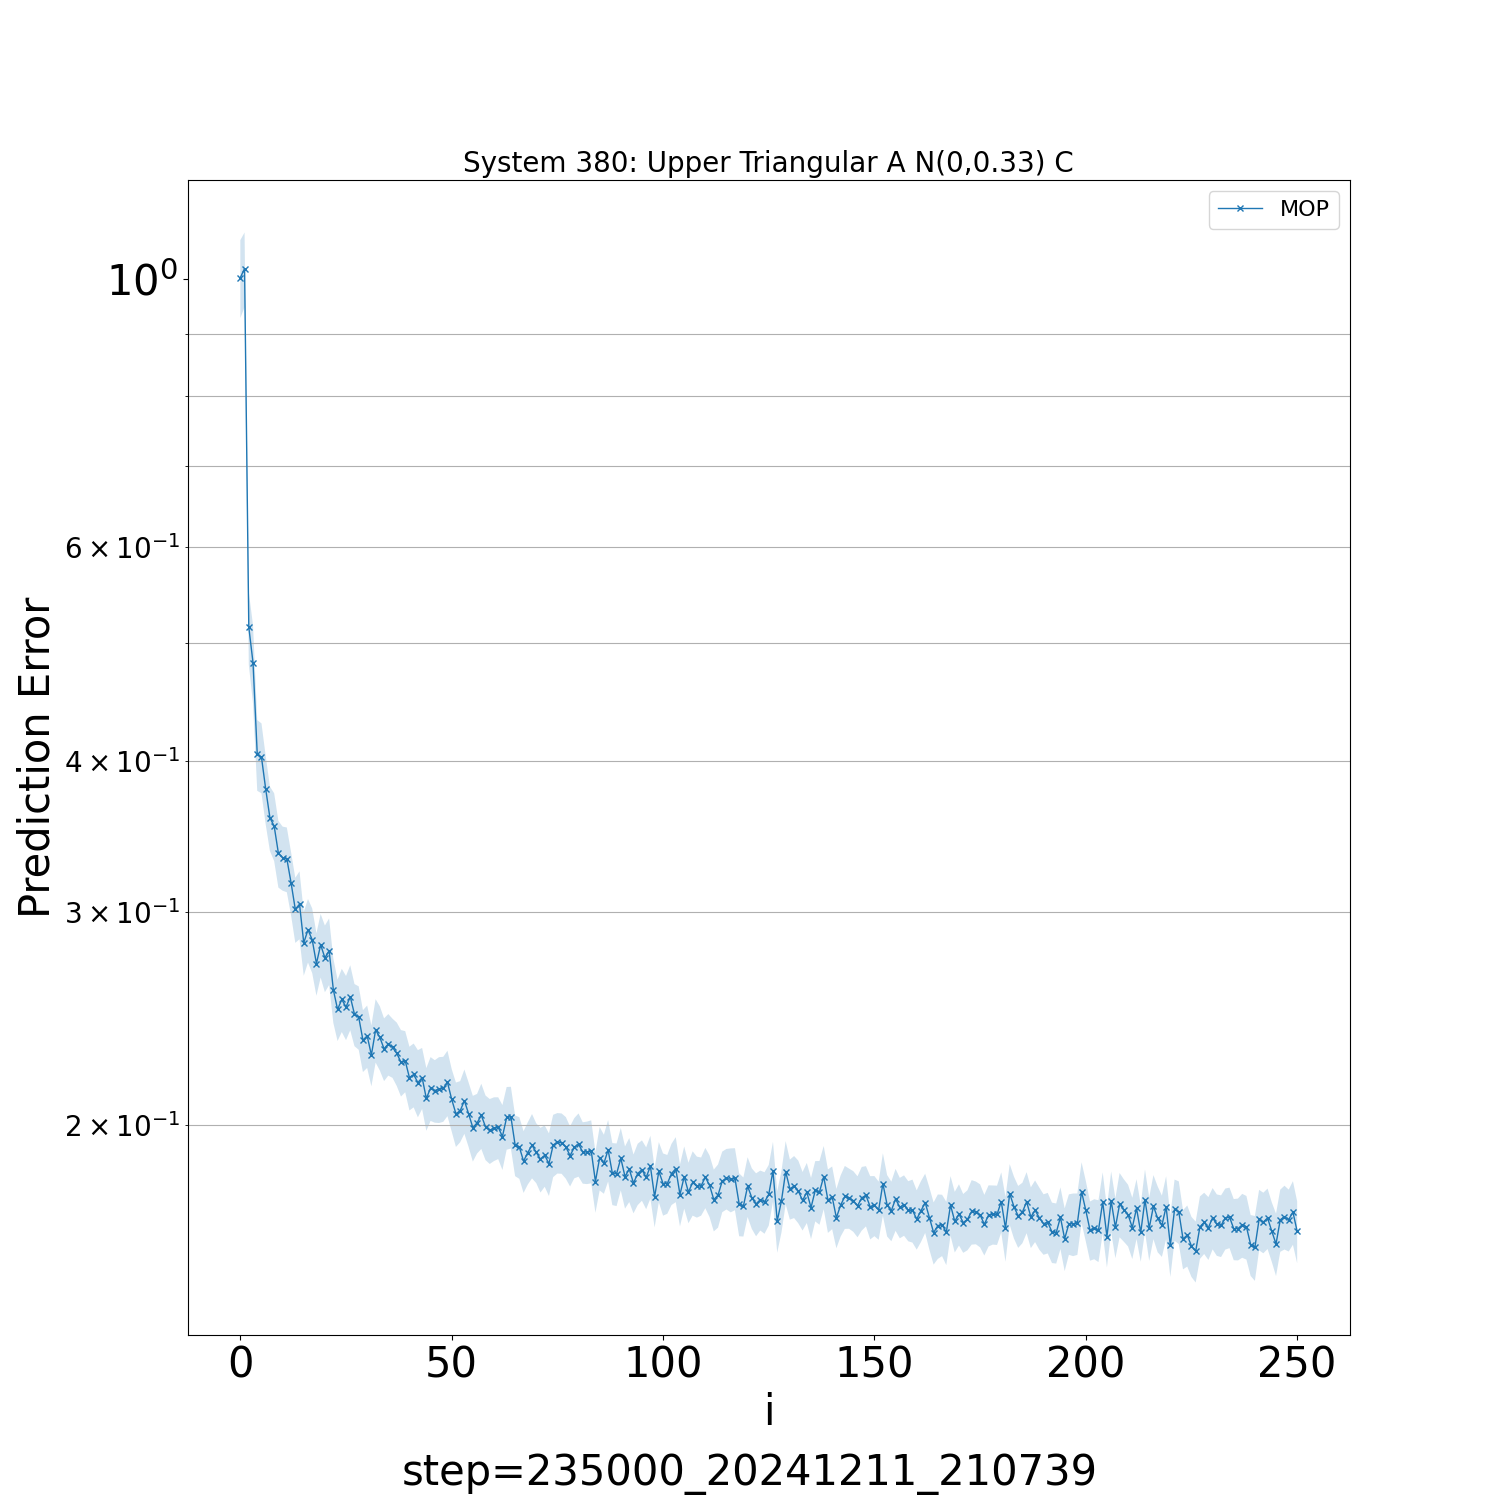 System 380: Upper Triangular A N(0,0.33) C
MOP
10⁰
6 × 10⁻¹
4 × 10⁻¹
3 × 10⁻¹
2 × 10⁻¹
Prediction Error
0 50 100 150 200 250
i
step=235000_20241211_210739